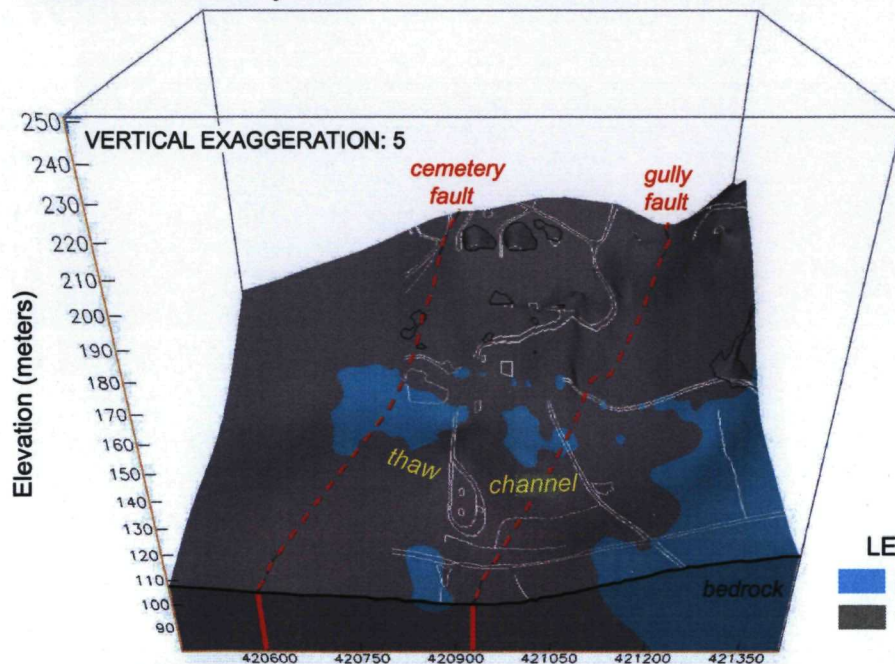 250
VERTICAL EXAGGERATION: 5
240
cemetery
fault
gully
fault
230
220
210
200
190
180
170
160
150
140
130
120
110
100
90
Elevation (meters)
thaw
channel
bedrock
LE
420600 420750 420900 421050 421200 421350